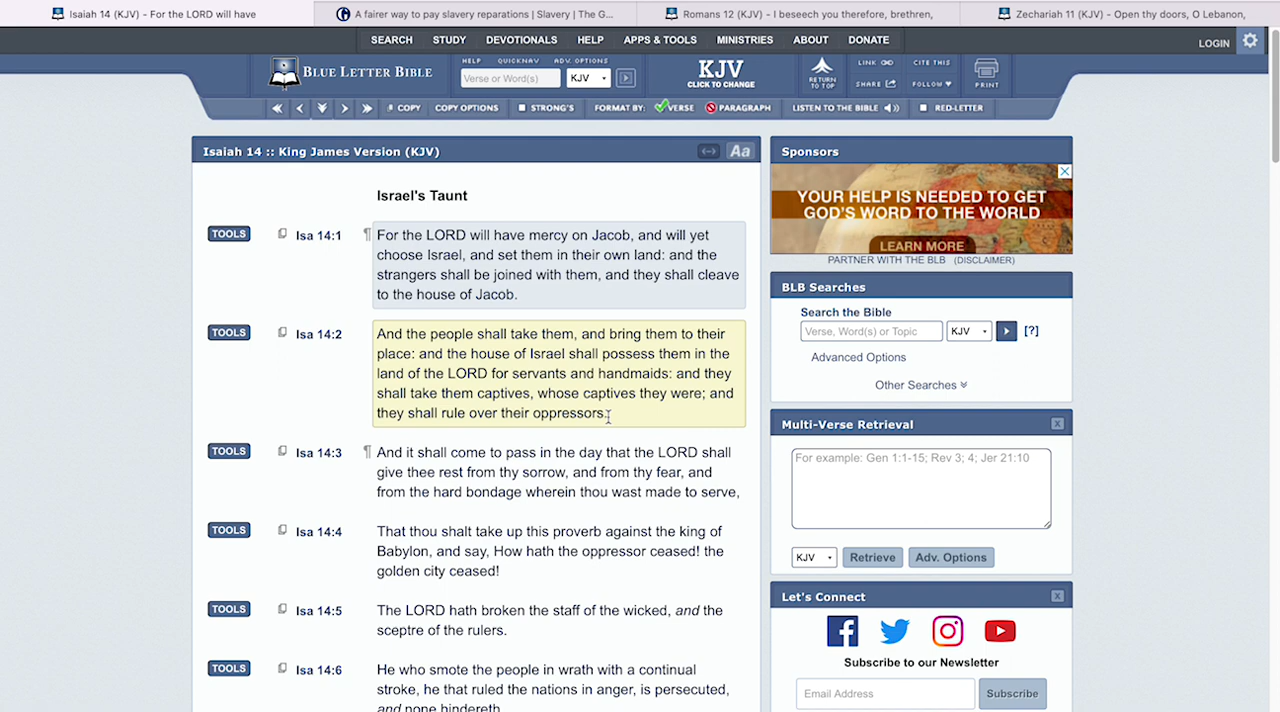 Isaiah 14 (KJV) - For the LORD will have
A fairer way to pay slavery reparations | Slavery | The G...
Romans 12 (KJV) - I beseech you therefore, brethren,
Zechariah 11 (KJV) - Open thy doors, O Lebanon,
SEARCH STUDY DEVOTIONALS HELP APPS & TOOLS MINISTRIES ABOUT DONATE
LOGIN
BLUE LETTER BIBLE
HELP QUICKNAV ADV. OPTIONS
Verse or Word(s) KJV
KJV
CLICK TO CHANGE
RETURN
TO TOP
LINK CITE THIS
SHARE FOLLOW
PRINT
COPY COPY OPTIONS STRONG'S FORMAT BY: VERSE PARAGRAPH LISTEN TO THE BIBLE RED-LETTER
Isaiah 14 :: King James Version (KJV) Aa
Israel's Taunt
TOOLS Isa 14:1 ¶ For the LORD will have mercy on Jacob, and will yet
choose Israel, and set them in their own land: and the
strangers shall be joined with them, and they shall cleave
to the house of Jacob.
TOOLS Isa 14:2 And the people shall take them, and bring them to their
place: and the house of Israel shall possess them in the
land of the LORD for servants and handmaids: and they
shall take them captives, whose captives they were; and
they shall rule over their oppressors.
TOOLS Isa 14:3 ¶ And it shall come to pass in the day that the LORD shall
give thee rest from thy sorrow, and from thy fear, and
from the hard bondage wherein thou wast made to serve,
TOOLS Isa 14:4 That thou shalt take up this proverb against the king of
Babylon, and say, How hath the oppressor ceased! the
golden city ceased!
TOOLS Isa 14:5 The LORD hath broken the staff of the wicked, and the
sceptre of the rulers.
TOOLS Isa 14:6 He who smote the people in wrath with a continual
stroke, he that ruled the nations in anger, is persecuted,
and none hindereth.
Sponsors
YOUR HELP IS NEEDED TO GET
GOD'S WORD TO THE WORLD
LEARN MORE
PARTNER WITH THE BLB (DISCLAIMER)
BLB Searches
Search the Bible
Verse, Word(s) or Topic KJV [?]
Advanced Options
Other Searches
Multi-Verse Retrieval X
For example: Gen 1:1-15; Rev 3; 4; Jer 21:10
KJV Retrieve Adv. Options
Let's Connect X
Subscribe to our Newsletter
Email Address Subscribe